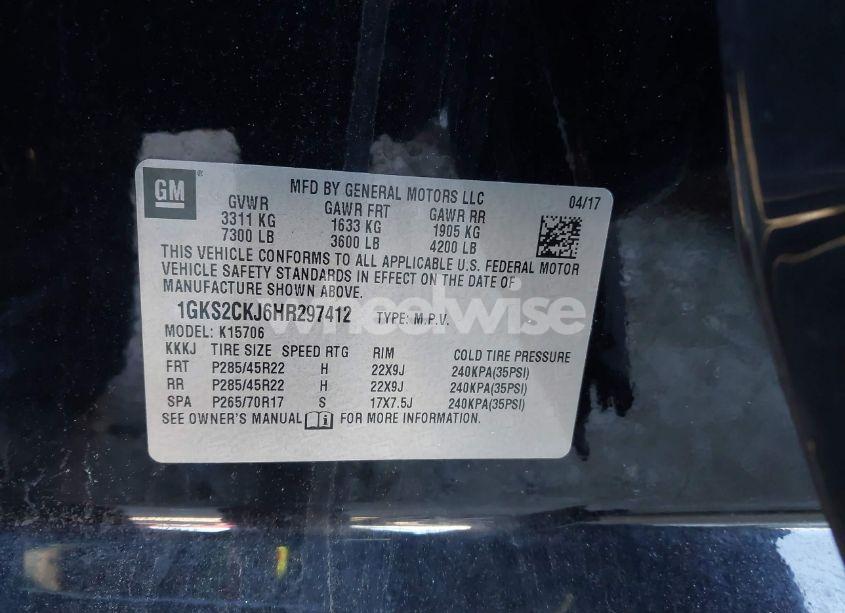 GM
MFD BY GENERAL MOTORS LLC
04/17
GVWR GAWR FRT GAWR RR
3311 KG 1633 KG 1905 KG
7300 LB 3600 LB 4200 LB
THIS VEHICLE CONFORMS TO ALL APPLICABLE U.S. FEDERAL MOTOR
VEHICLE SAFETY STANDARDS IN EFFECT ON THE DATE OF
MANUFACTURE SHOWN ABOVE.
1GKS2CKJ6HR297412 TYPE: M.P.V.
wheelwise
MODEL: K15706
KKKJ TIRE SIZE SPEED RTG RIM COLD TIRE PRESSURE
FRT P285/45R22 H 22X9J 240KPA(35PSI)
RR P285/45R22 H 22X9J 240KPA(35PSI)
SPA P265/70R17 S 17X7.5J 240KPA(35PSI)
SEE OWNER'S MANUAL FOR MORE INFORMATION.